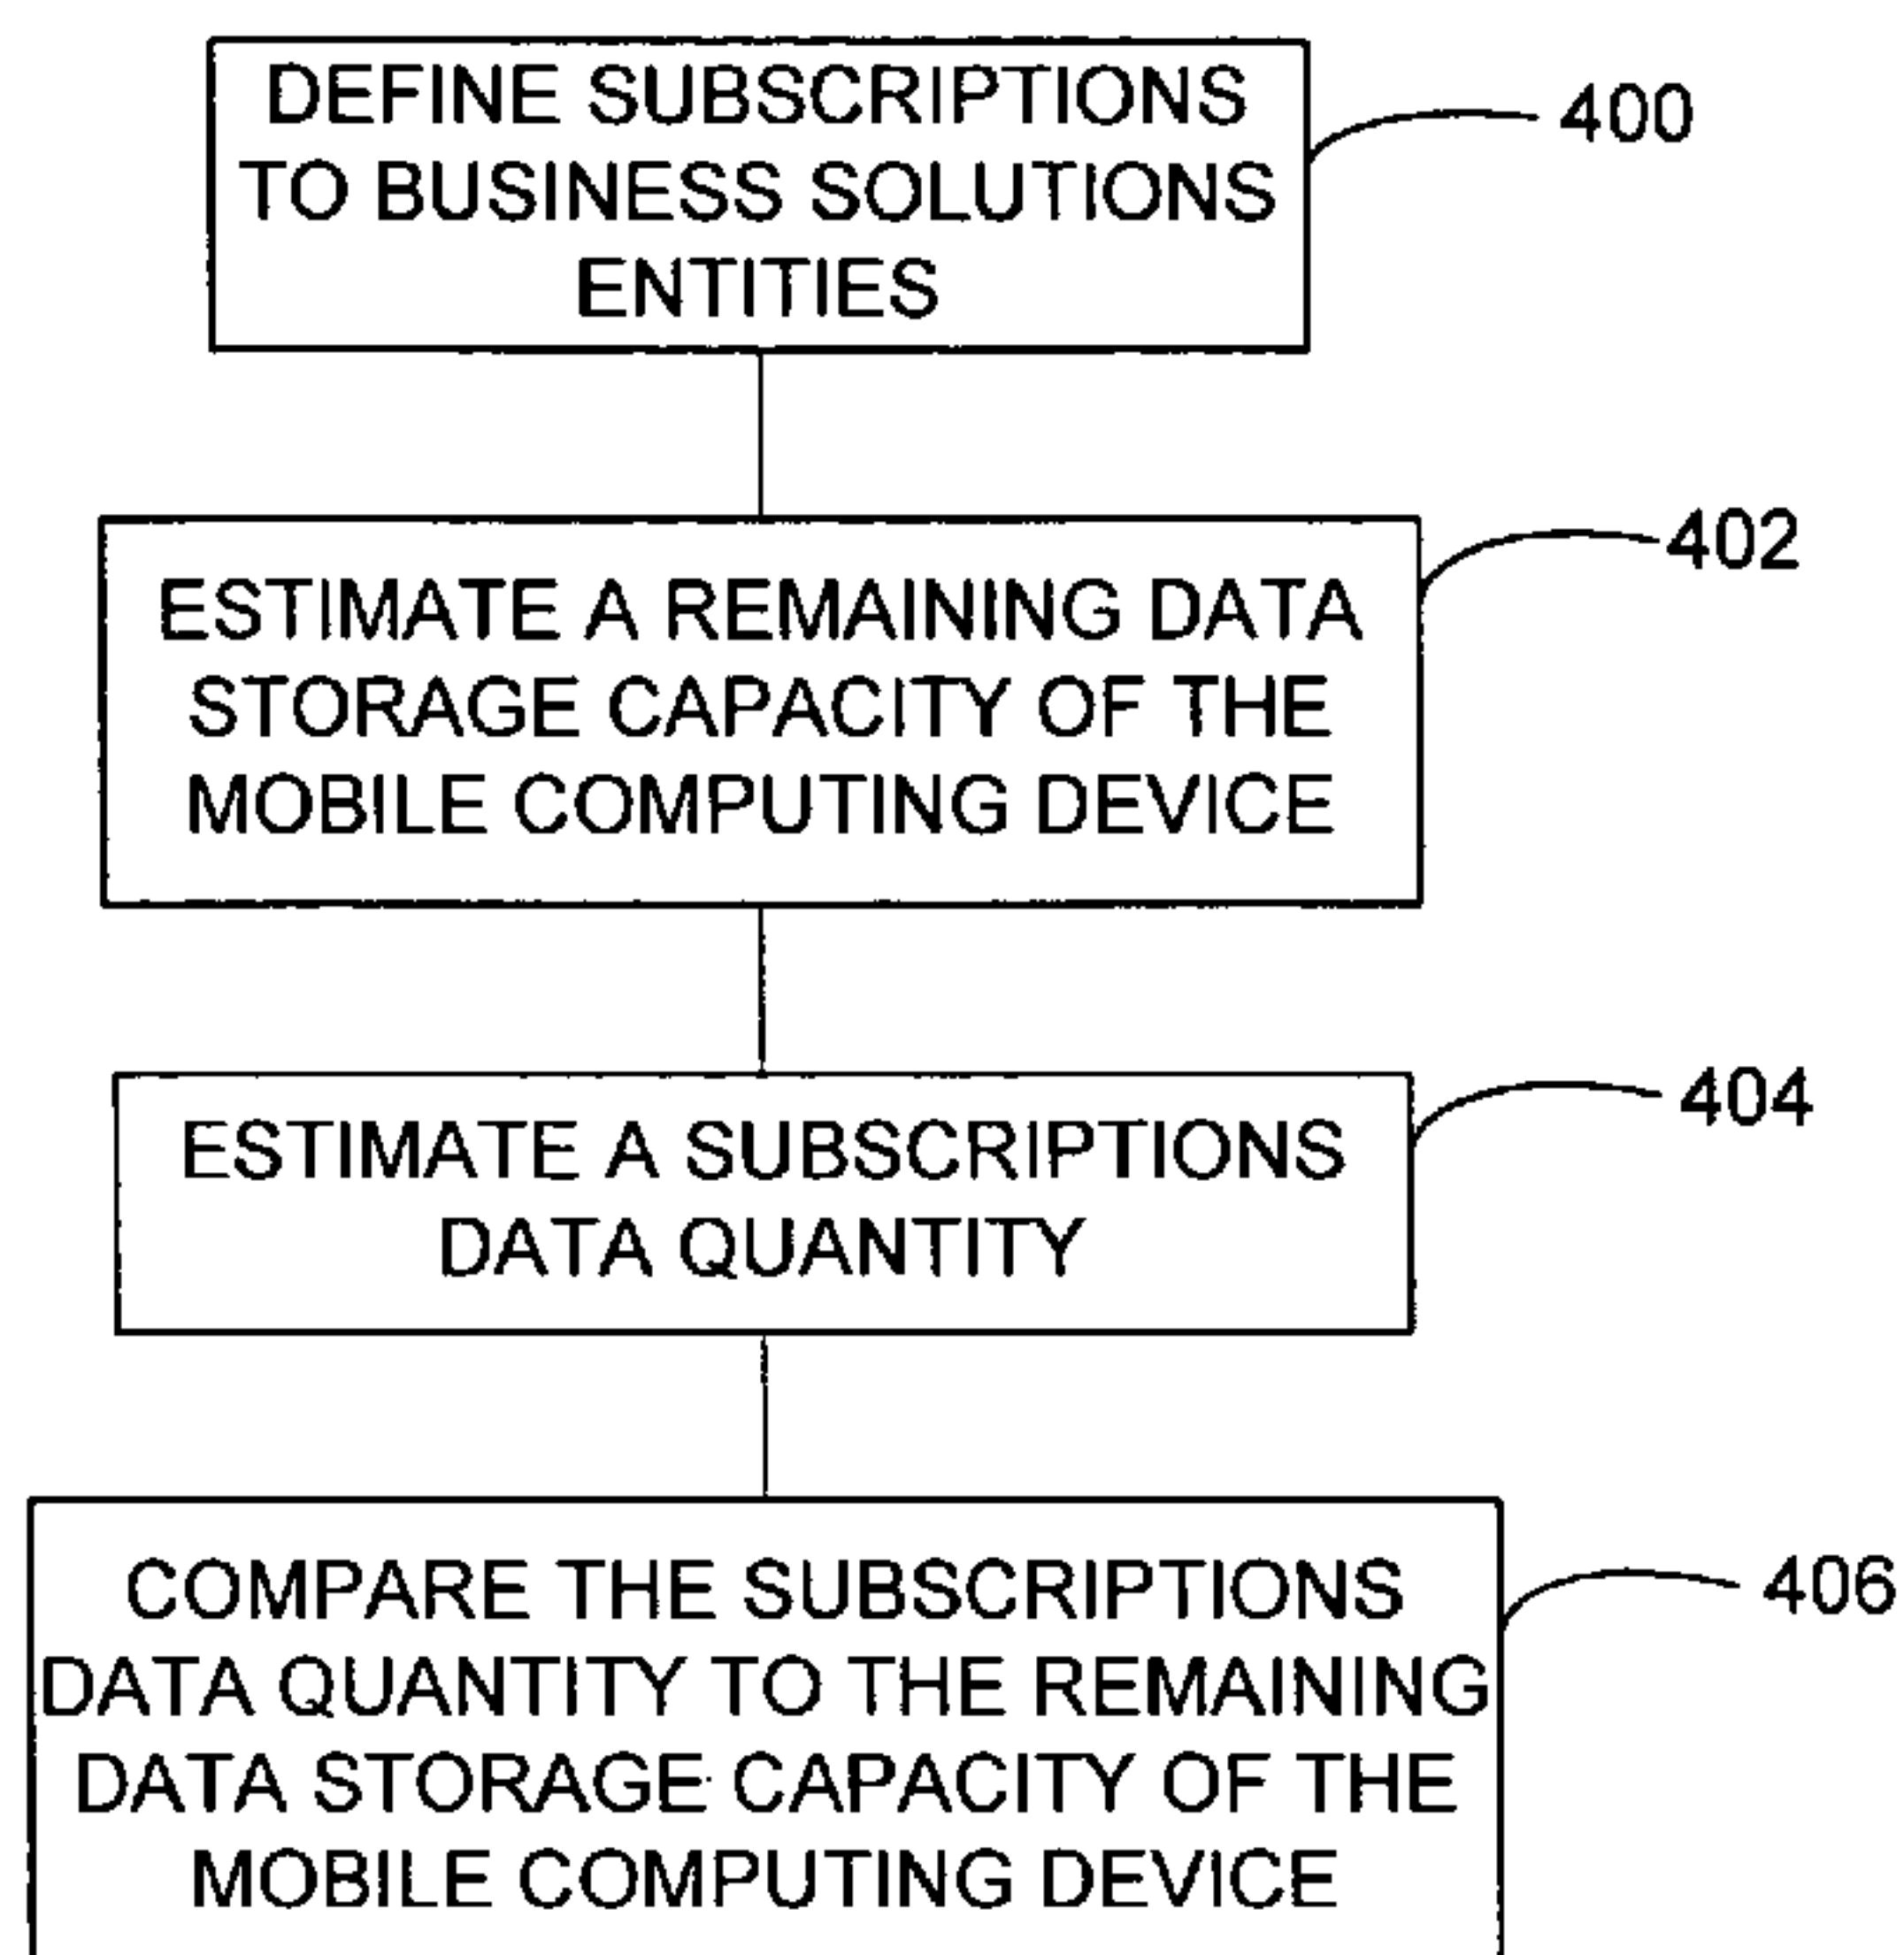 DEFINE SUBSCRIPTIONS
TO BUSINESS SOLUTIONS
ENTITIES
400
ESTIMATE A REMAINING DATA
STORAGE CAPACITY OF THE
MOBILE COMPUTING DEVICE
402
ESTIMATE A SUBSCRIPTIONS
DATA QUANTITY
404
COMPARE THE SUBSCRIPTIONS
DATA QUANTITY TO THE REMAINING
DATA STORAGE CAPACITY OF THE
MOBILE COMPUTING DEVICE
406